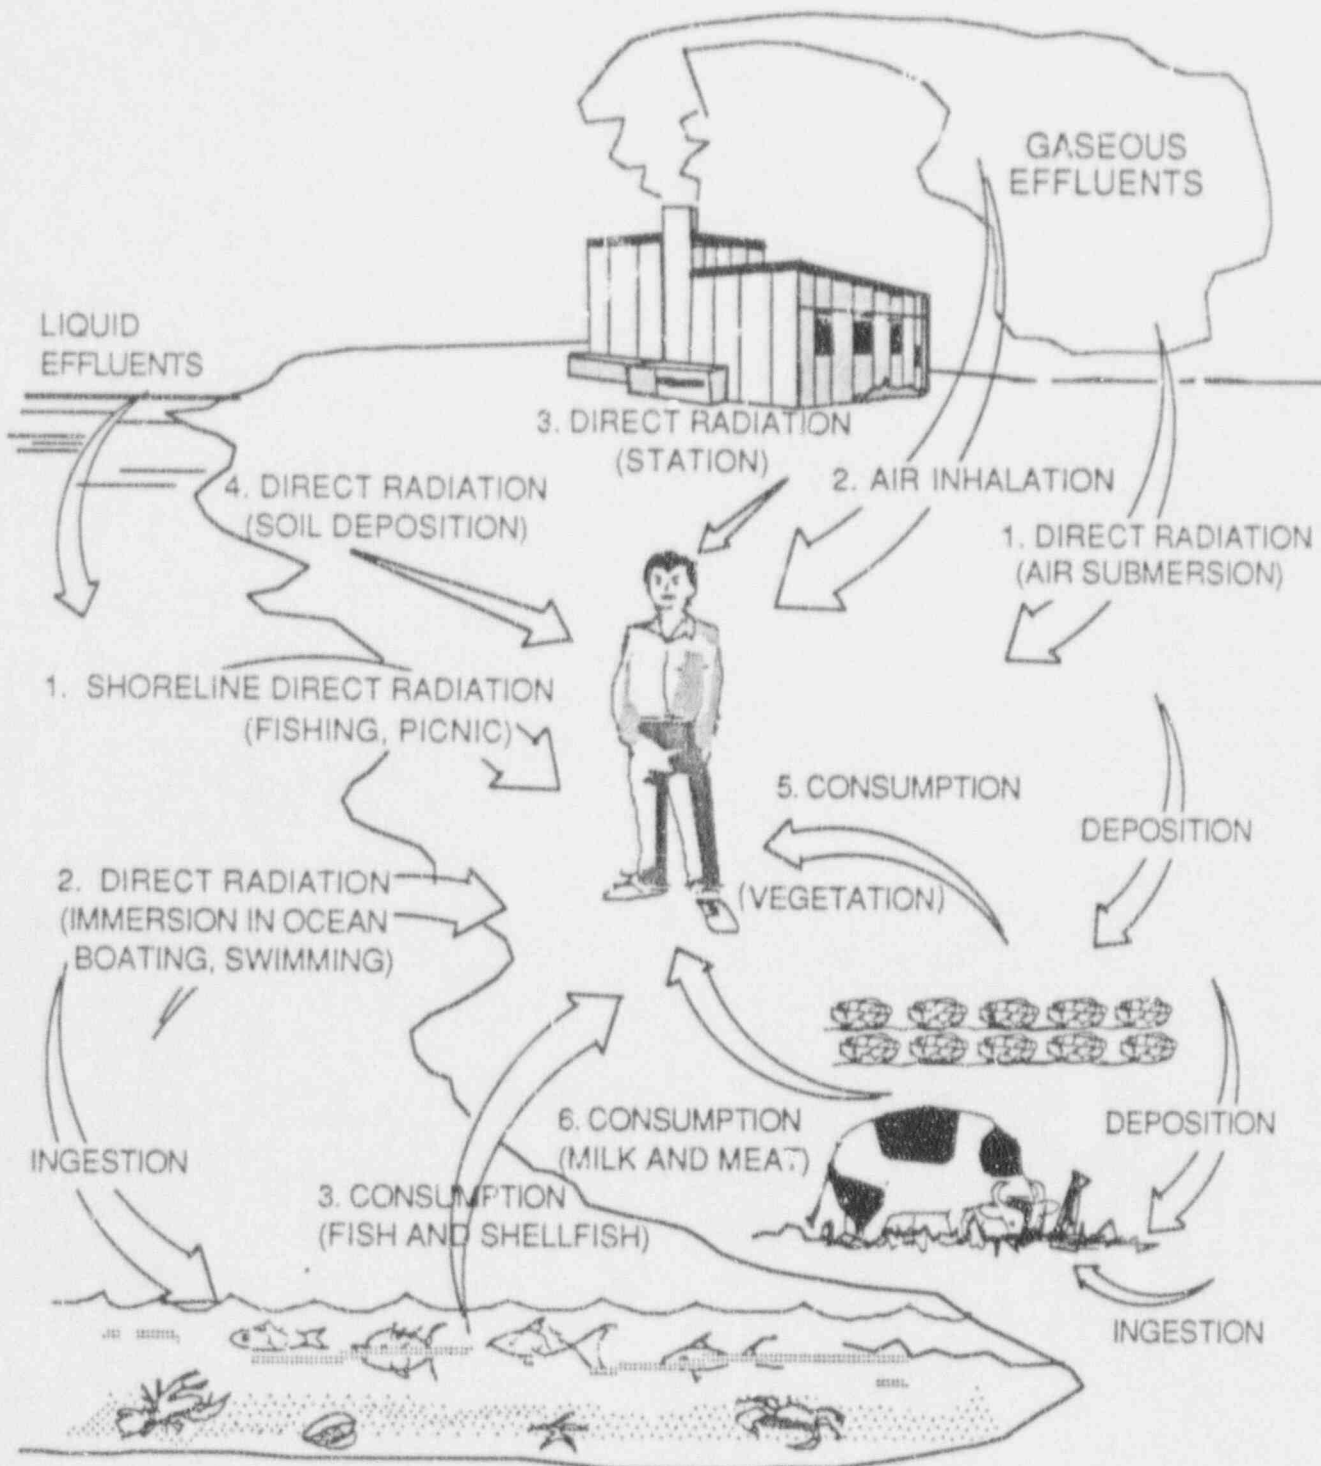 GASEOUS
EFFLUENTS
LIQUID
EFFLUENTS
3. DIRECT RADIATION
(STATION)
2. AIR INHALATION
4. DIRECT RADIATION
(SOIL DEPOSITION)
1. DIRECT RADIATION
(AIR SUBMERSION)
1. SHORELINE DIRECT RADIATION
(FISHING, PICNIC)
5. CONSUMPTION
(VEGETATION)
DEPOSITION
2. DIRECT RADIATION
(IMMERSION IN OCEAN
BOATING, SWIMMING)
6. CONSUMPTION
(MILK AND MEAT)
DEPOSITION
INGESTION
3. CONSUMPTION
(FISH AND SHELLFISH)
INGESTION